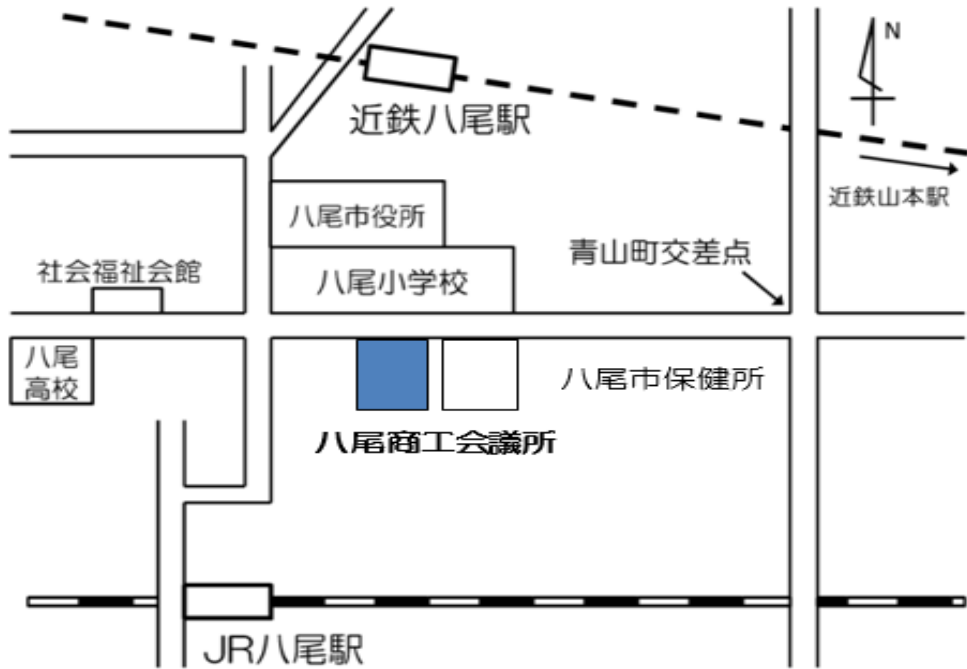 N
近鉄八尾駅
近鉄山本駅
八尾市役所
青山町交差点
社会福祉会館
八尾小学校
八尾
高校
八尾市保健所
八尾商工会議所
JR八尾駅